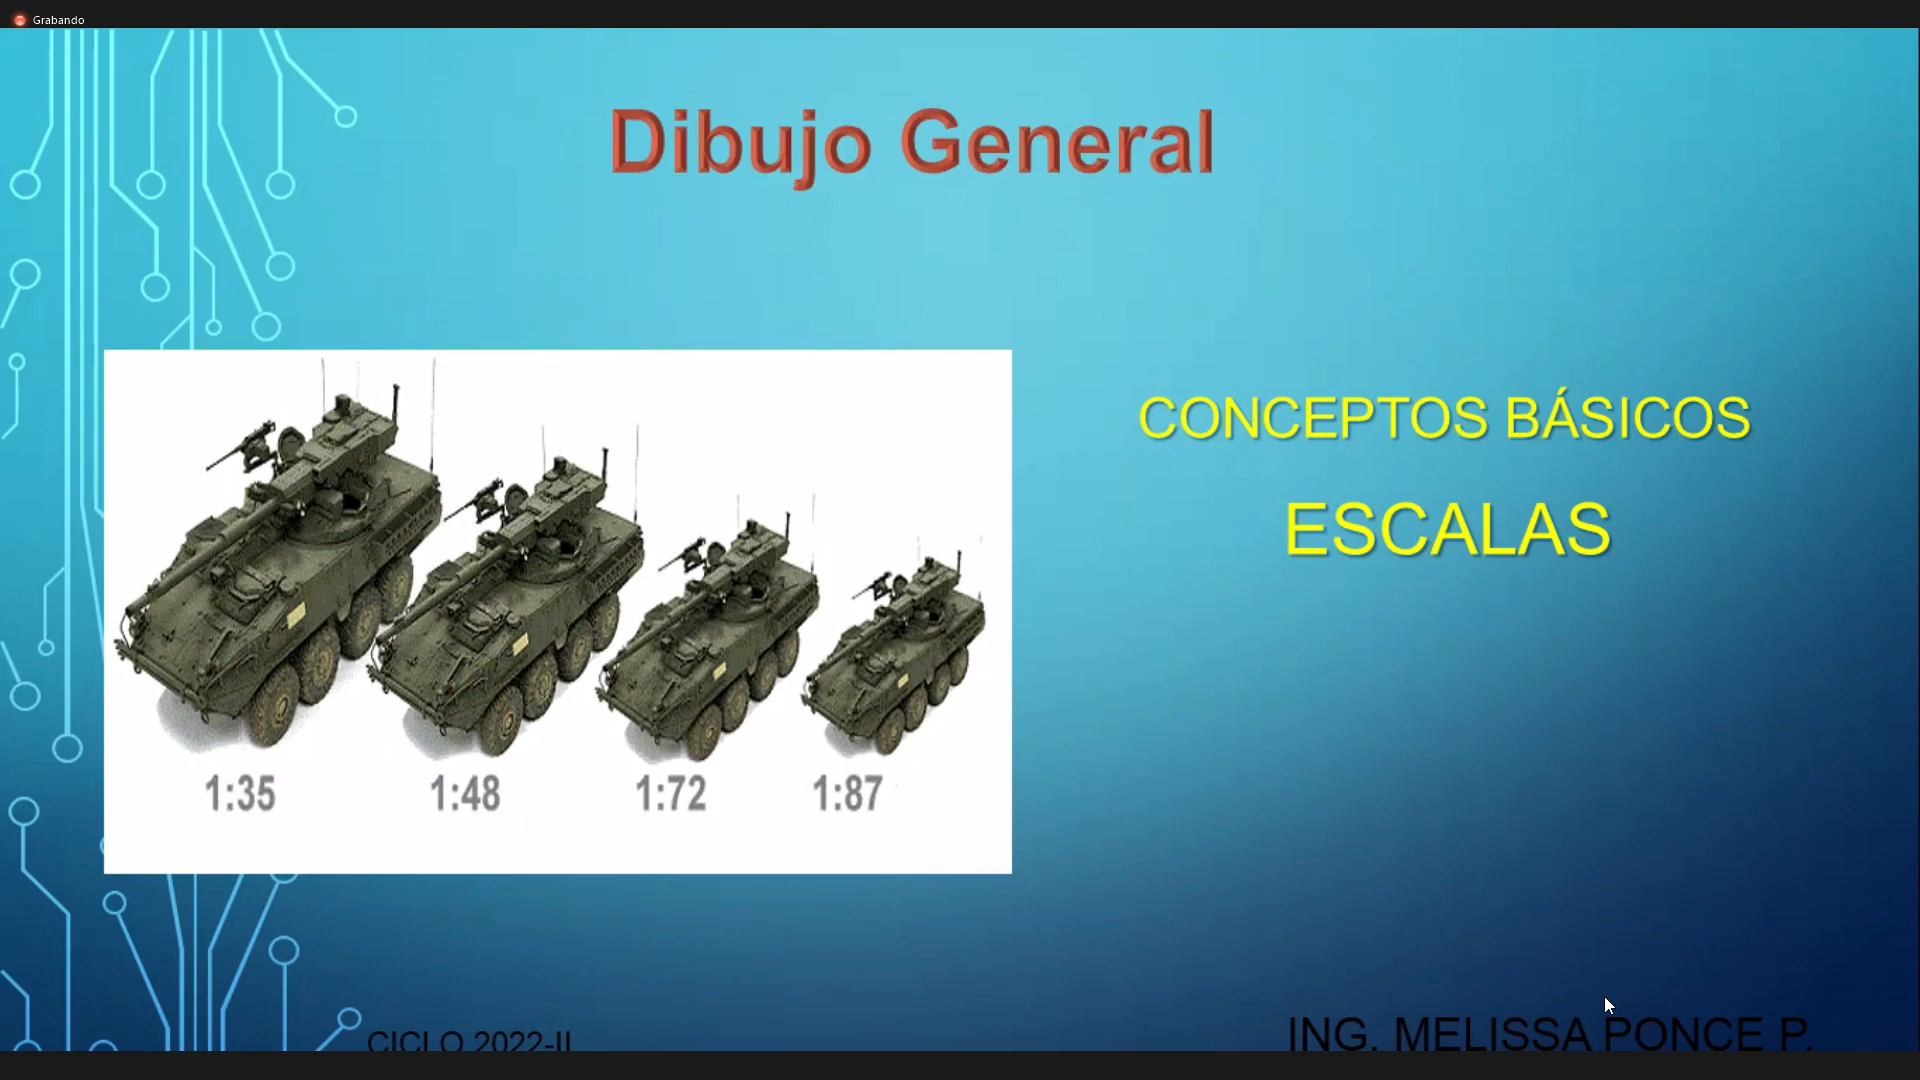 Grabando
Dibujo General
CONCEPTOS BÁSICOS
ESCALAS
1:35 1:48 1:72 1:87
CICLO 2022-II
ING. MELISSA PONCE P.